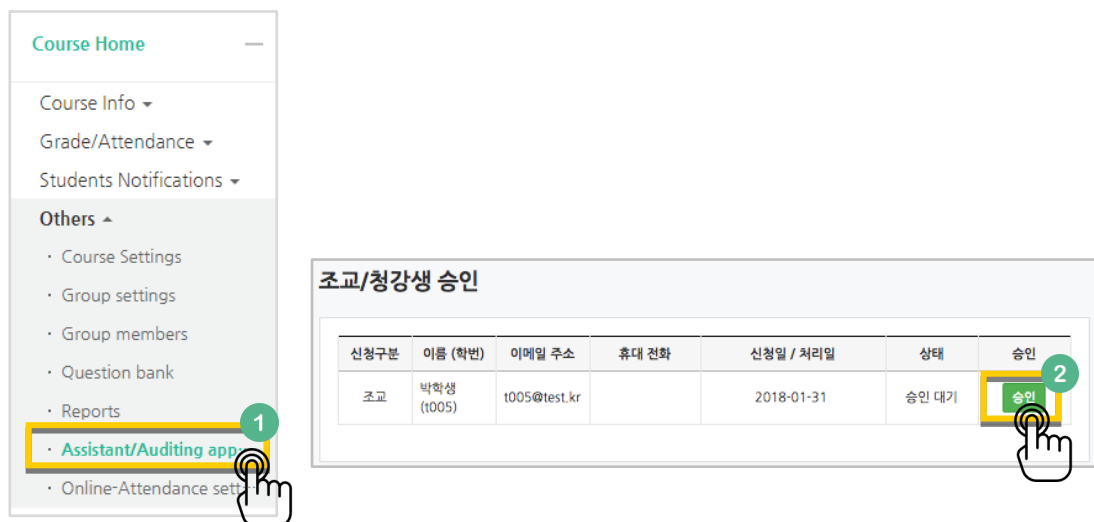 Course Home
Course Info
Grade/Attendance
Students Notifications
Others
· Course Settings
· Group settings
· Group members
· Question bank
· Reports
1
· Assistant/Auditing app
· Online-Attendance sett
조교/청강생 승인
신청구분 이름 (학번) 이메일 주소 휴대 전화 신청일 / 처리일 상태 승인
2
조교 박학생 (t005) t005@test.kr 2018-01-31 승인 대기 승인